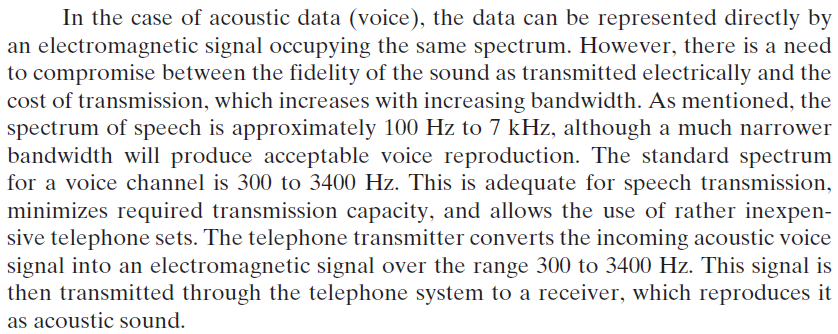 In the case of acoustic data (voice), the data can be represented directly by
an electromagnetic signal occupying the same spectrum. However, there is a need
to compromise between the fidelity of the sound as transmitted electrically and the
cost of transmission, which increases with increasing bandwidth. As mentioned, the
spectrum of speech is approximately 100 Hz to 7 kHz, although a much narrower
bandwidth will produce acceptable voice reproduction. The standard spectrum
for a voice channel is 300 to 3400 Hz. This is adequate for speech transmission,
minimizes required transmission capacity, and allows the use of rather inexpen-
sive telephone sets. The telephone transmitter converts the incoming acoustic voice
signal into an electromagnetic signal over the range 300 to 3400 Hz. This signal is
then transmitted through the telephone system to a receiver, which reproduces it
as acoustic sound.